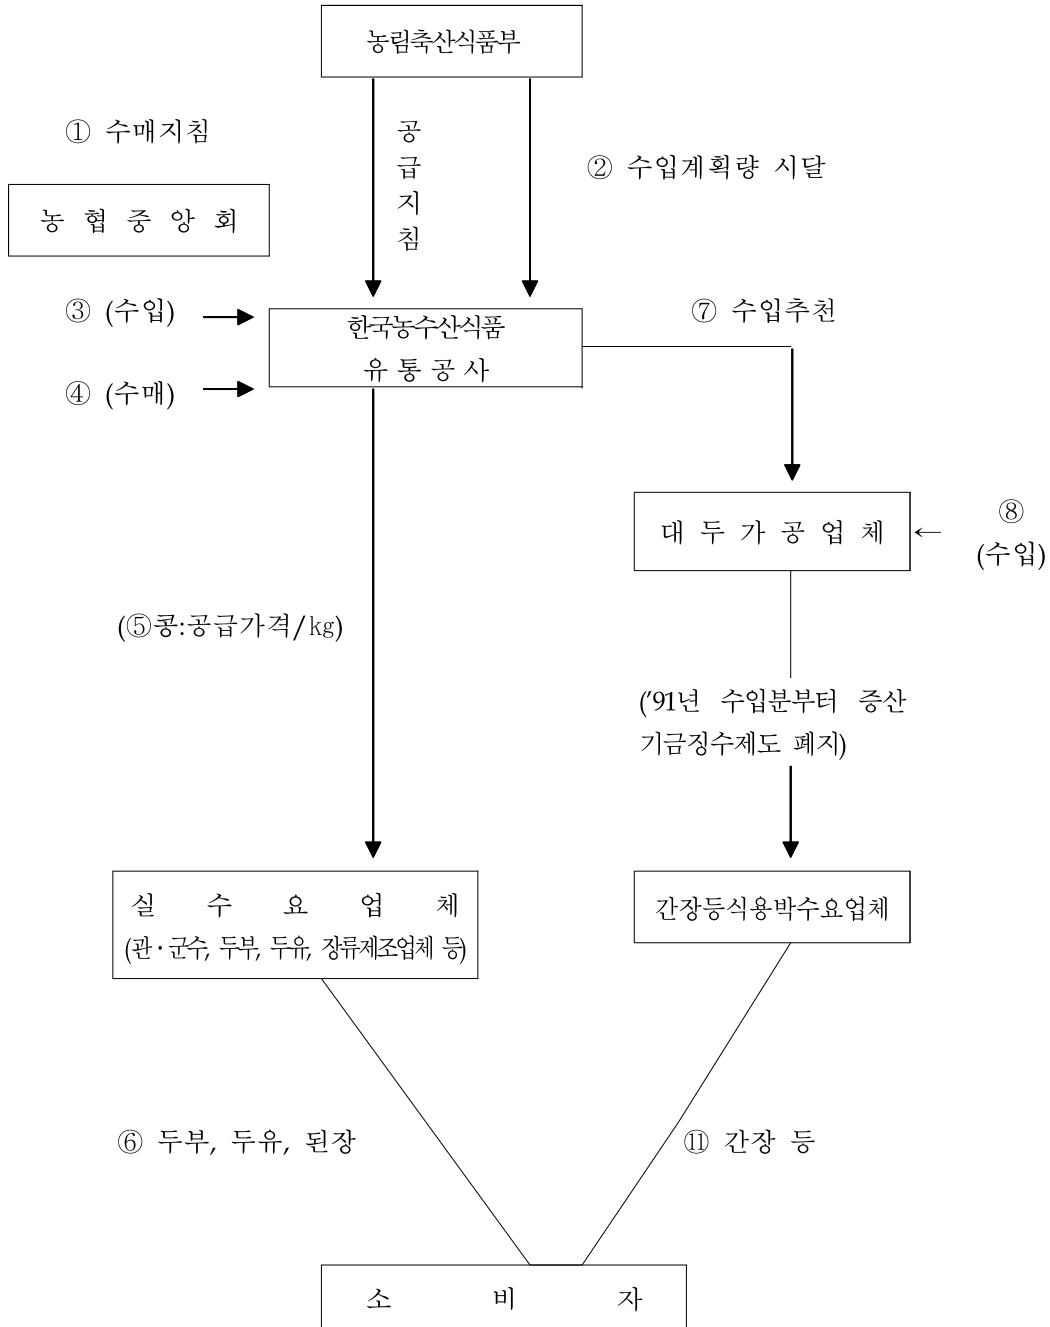 농림축산식품부
① 수매지침
공급지침
② 수입계획량 시달
농 협 중 앙 회
③ (수입)
한국농수산식품
유 통 공 사
⑦ 수입추천
④ (수매)
대 두 가 공 업 체
←
⑧
(수입)
(⑤콩:공급가격/㎏)
('91년 수입분부터 증산
기금징수제도 폐지)
실 수 요 업 체
(관·군수, 두부, 두유, 장류제조업체 등)
간장등식용박수요업체
⑥ 두부, 두유, 된장
⑪ 간장 등
소 비 자